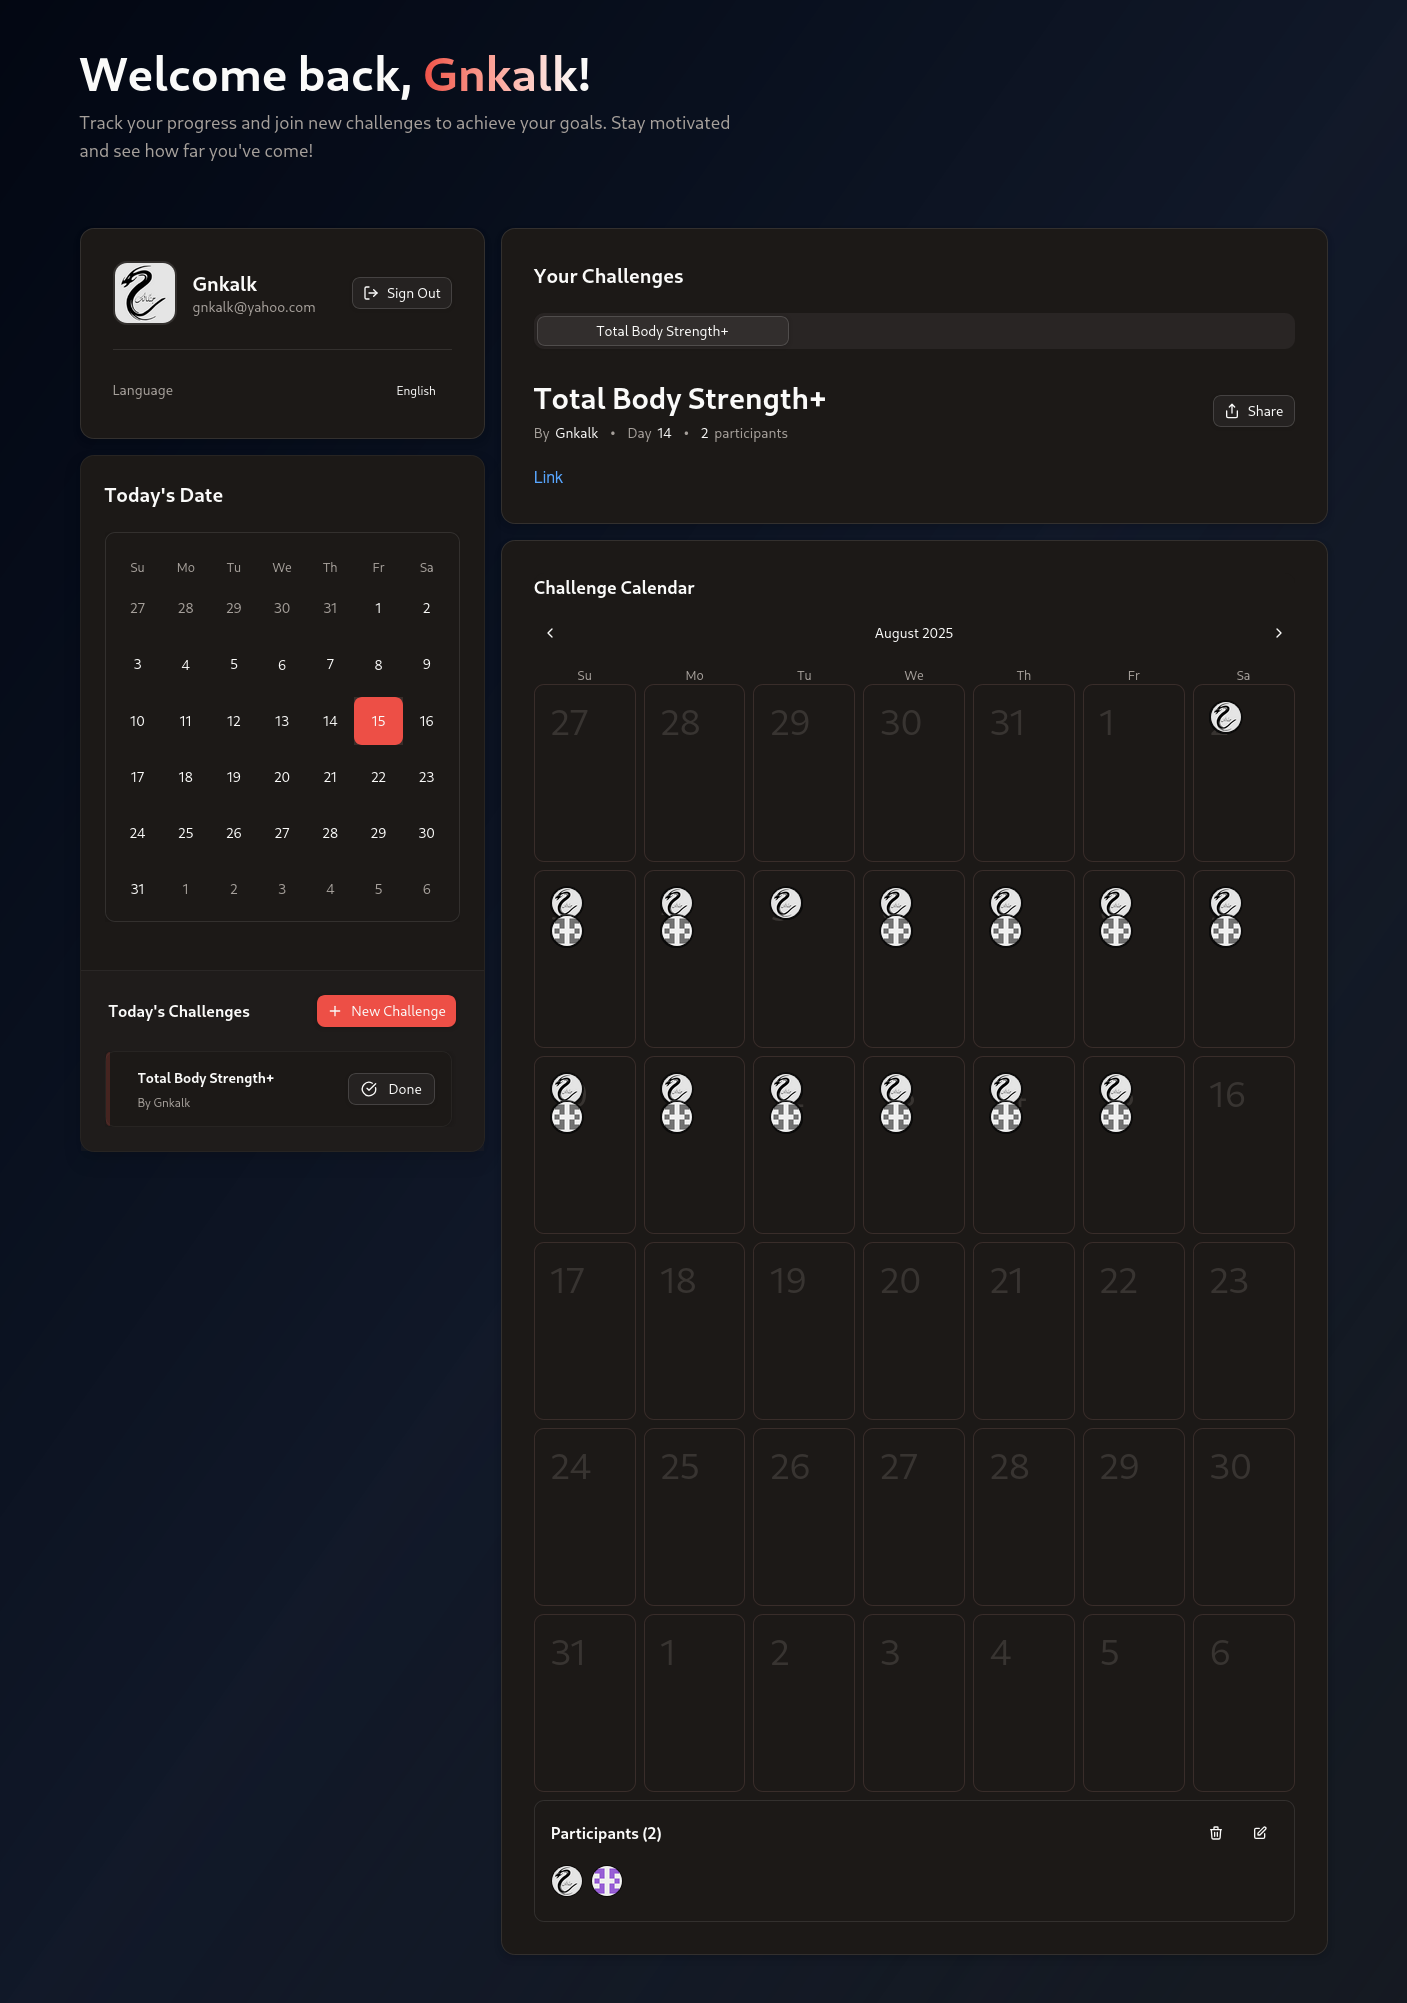 Welcome back, Gnkalk!
Track your progress and join new challenges to achieve your goals. Stay motivated
and see how far you've come!
Gnkalk
gnkalk@yahoo.com
Sign Out
Language
English
Today's Date
Su Mo Tu We Th Fr Sa
27 28 29 30 31 1 2
3 4 5 6 7 8 9
10 11 12 13 14 15 16
17 18 19 20 21 22 23
24 25 26 27 28 29 30
31 1 2 3 4 5 6
Today's Challenges
New Challenge
Total Body Strength+
By Gnkalk
Done
Your Challenges
Total Body Strength+
Total Body Strength+
By Gnkalk • Day 14 • 2 participants
Share
Link
Challenge Calendar
August 2025
Su Mo Tu We Th Fr Sa
27 28 29 30 31 1
16
17 18 19 20 21 22 23
24 25 26 27 28 29 30
31 1 2 3 4 5 6
Participants (2)